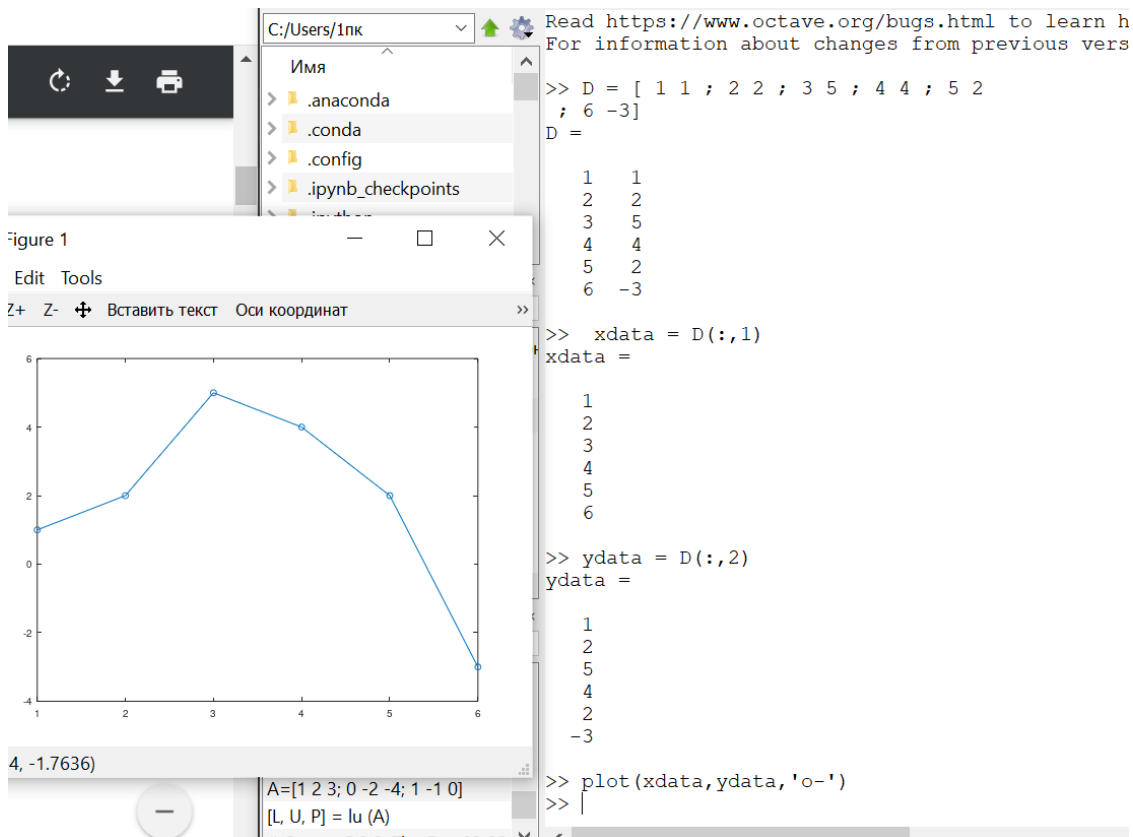 C:/Users/1пк
Имя
.anaconda
.conda
.config
.ipynb_checkpoints
Figure 1
Edit Tools
Z+ Z- Вставить текст Оси координат »
6
4
2
0
-2
-4
1 2 3 4 5 6
4, -1.7636)
A=[1 2 3; 0 -2 -4; 1 -1 0]
[L, U, P] = lu (A)
Read https://www.octave.org/bugs.html to learn h
For information about changes from previous vers
>> D = [ 1 1 ; 2 2 ; 3 5 ; 4 4 ; 5 2
; 6 -3]
D =
1 1
2 2
3 5
4 4
5 2
6 -3
>> xdata = D(:,1)
xdata =
1
2
3
4
5
6
>> ydata = D(:,2)
ydata =
1
2
5
4
2
-3
>> plot(xdata,ydata,'o-')
>>